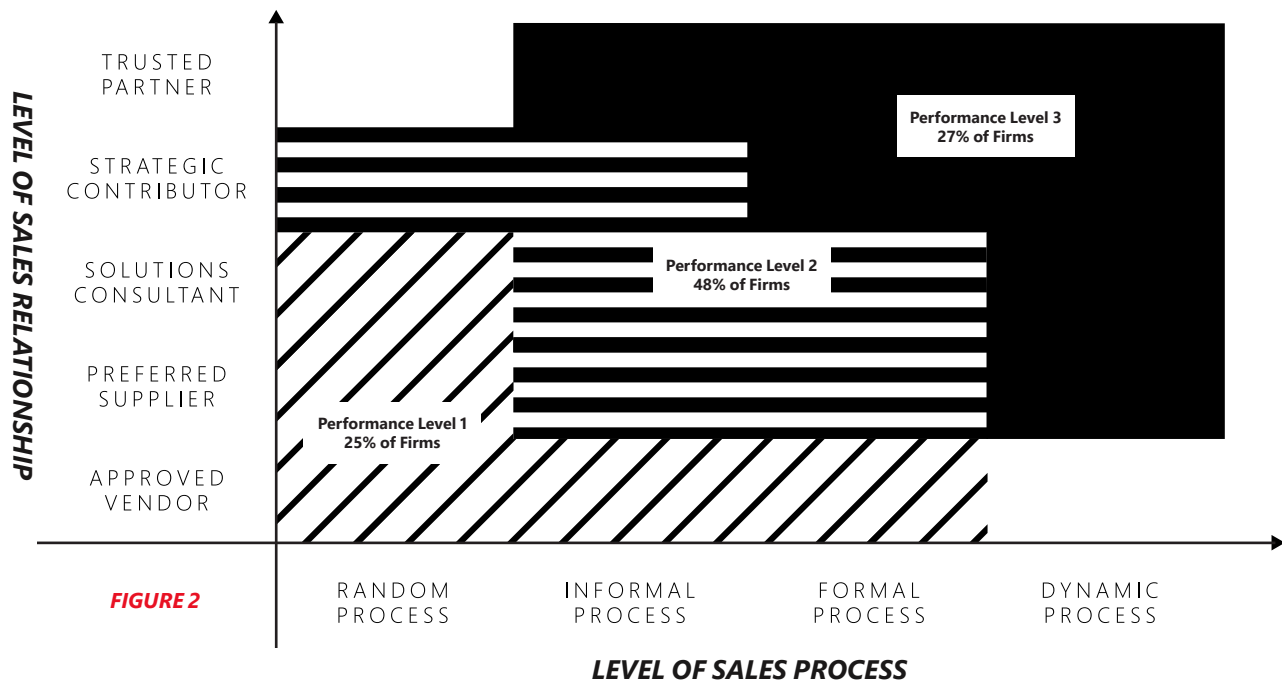 LEVEL OF SALES RELATIONSHIP
TRUSTED
PARTNER
STRATEGIC
CONTRIBUTOR
SOLUTIONS
CONSULTANT
PREFERRED
SUPPLIER
APPROVED
VENDOR
Performance Level 3
27% of Firms
Performance Level 2
48% of Firms
Performance Level 1
25% of Firms
FIGURE 2
RANDOM
PROCESS
INFORMAL
PROCESS
FORMAL
PROCESS
DYNAMIC
PROCESS
LEVEL OF SALES PROCESS